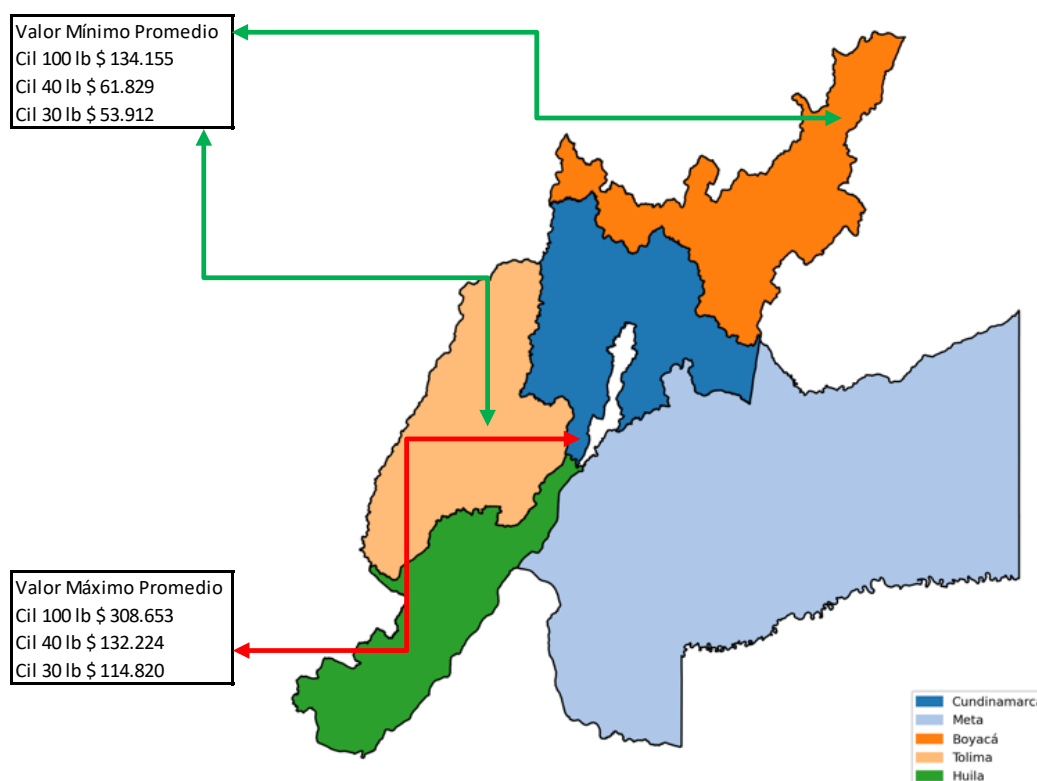 Valor Mínimo Promedio
Cil 100 lb $ 134.155
Cil 40 lb $ 61.829
Cil 30 lb $ 53.912
Valor Máximo Promedio
Cil 100 lb $ 308.653
Cil 40 lb $ 132.224
Cil 30 lb $ 114.820
Cundinamarca
Meta
Boyacá
Tolima
Huila